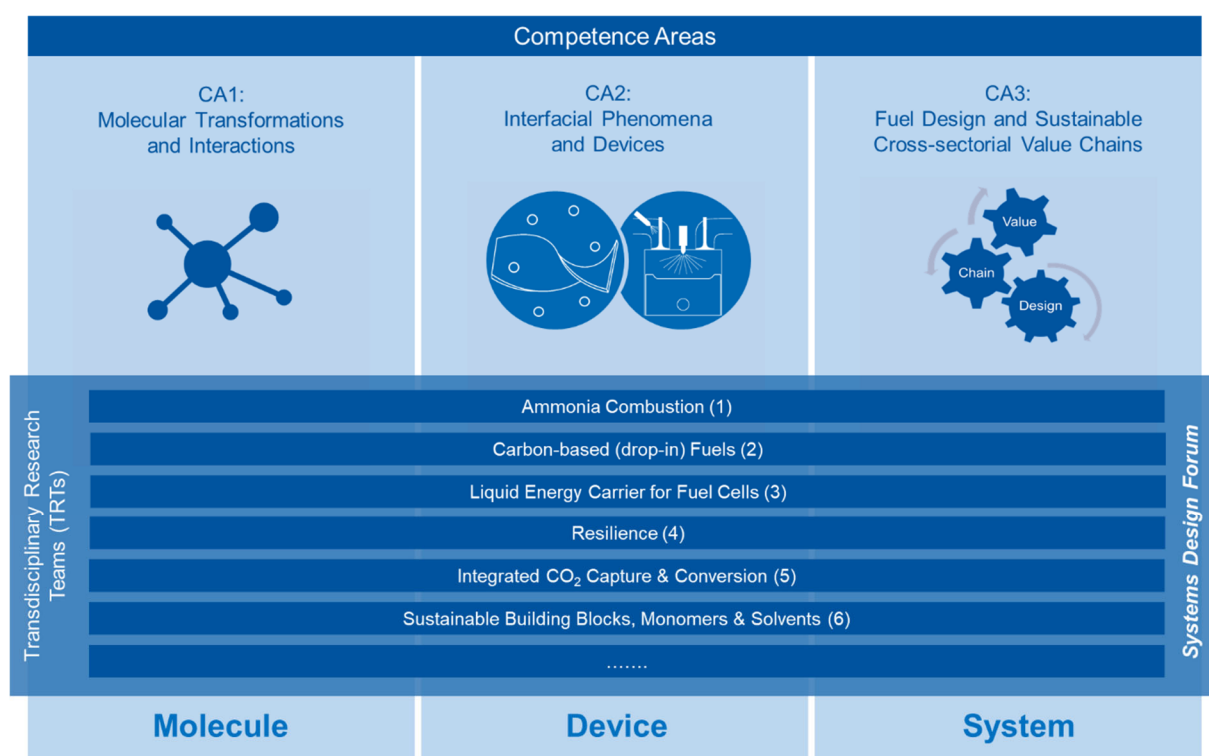 Competence Areas
CA1:
Molecular Transformations
and Interactions
CA2:
Interfacial Phenomena
and Devices
CA3:
Fuel Design and Sustainable
Cross-sectorial Value Chains
Value
Chain
Design
Transdisciplinary Research
Teams (TRTs)
Ammonia Combustion (1)
Carbon-based (drop-in) Fuels (2)
Liquid Energy Carrier for Fuel Cells (3)
Resilience (4)
Integrated CO₂ Capture & Conversion (5)
Sustainable Building Blocks, Monomers & Solvents (6)
.......
Systems Design Forum
Molecule
Device
System